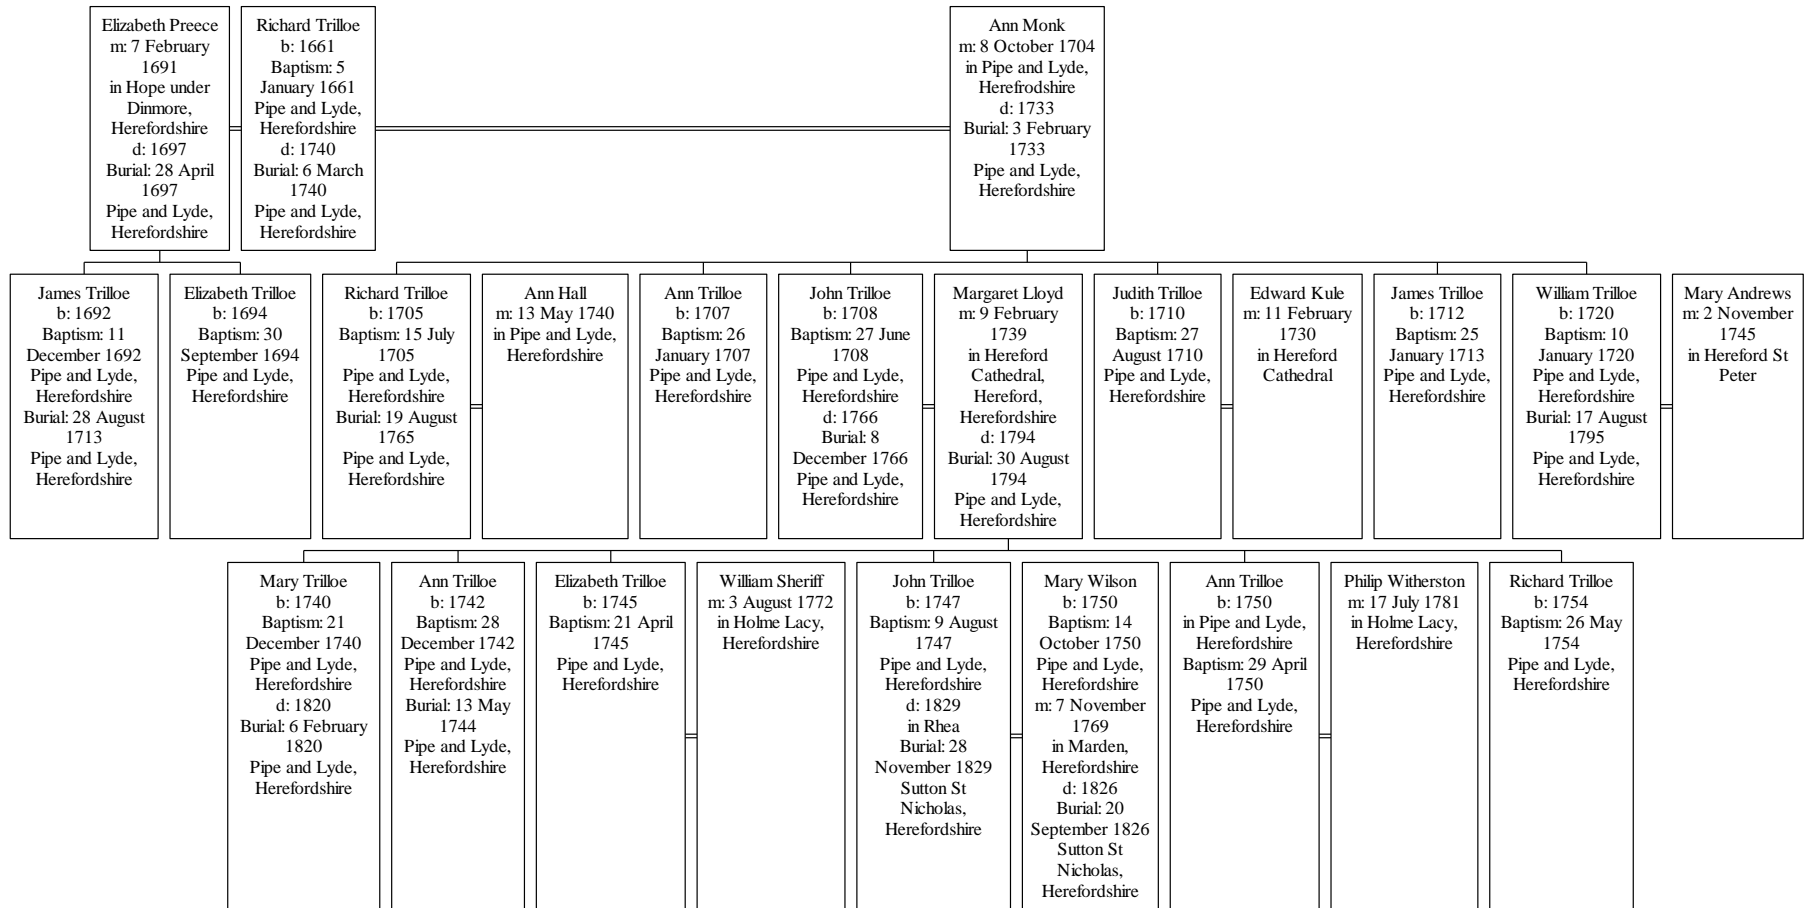 Elizabeth Preece
m: 7 February
1691
in Hope under
Dinmore,
Herefordshire
d: 1697
Burial: 28 April
1697
Pipe and Lyde,
Herefordshire
Richard Trilloe
b: 1661
Baptism: 5
January 1661
Pipe and Lyde,
Herefordshire
d: 1740
Burial: 6 March
1740
Pipe and Lyde,
Herefordshire
Ann Monk
m: 8 October 1704
in Pipe and Lyde,
Herefrodshire
d: 1733
Burial: 3 February
1733
Pipe and Lyde,
Herefordshire
James Trilloe
b: 1692
Baptism: 11
December 1692
Pipe and Lyde,
Herefordshire
Burial: 28 August
1713
Pipe and Lyde,
Herefordshire
Elizabeth Trilloe
b: 1694
Baptism: 30
September 1694
Pipe and Lyde,
Herefordshire
Richard Trilloe
b: 1705
Baptism: 15 July
1705
Pipe and Lyde,
Herefordshire
Burial: 19 August
1765
Pipe and Lyde,
Herefordshire
Ann Hall
m: 13 May 1740
in Pipe and Lyde,
Herefordshire
Ann Trilloe
b: 1707
Baptism: 26
January 1707
Pipe and Lyde,
Herefordshire
John Trilloe
b: 1708
Baptism: 27 June
1708
Pipe and Lyde,
Herefordshire
d: 1766
Burial: 8
December 1766
Pipe and Lyde,
Herefordshire
Margaret Lloyd
m: 9 February
1739
in Hereford
Cathedral,
Hereford,
Herefordshire
d: 1794
Burial: 30 August
1794
Pipe and Lyde,
Herefordshire
Judith Trilloe
b: 1710
Baptism: 27
August 1710
Pipe and Lyde,
Herefordshire
Edward Kule
m: 11 February
1730
in Hereford
Cathedral
James Trilloe
b: 1712
Baptism: 25
January 1713
Pipe and Lyde,
Herefordshire
William Trilloe
b: 1720
Baptism: 10
January 1720
Pipe and Lyde,
Herefordshire
Burial: 17 August
1795
Pipe and Lyde,
Herefordshire
Mary Andrews
m: 2 November
1745
in Hereford St
Peter
Mary Trilloe
b: 1740
Baptism: 21
December 1740
Pipe and Lyde,
Herefordshire
d: 1820
Burial: 6 February
1820
Pipe and Lyde,
Herefordshire
Ann Trilloe
b: 1742
Baptism: 28
December 1742
Pipe and Lyde,
Herefordshire
Burial: 13 May
1744
Pipe and Lyde,
Herefordshire
Elizabeth Trilloe
b: 1745
Baptism: 21 April
1745
Pipe and Lyde,
Herefordshire
William Sheriff
m: 3 August 1772
in Holme Lacy,
Herefordshire
John Trilloe
b: 1747
Baptism: 9 August
1747
Pipe and Lyde,
Herefordshire
d: 1829
in Rhea
Burial: 28
November 1829
Sutton St
Nicholas,
Herefordshire
Mary Wilson
b: 1750
Baptism: 14
October 1750
Pipe and Lyde,
Herefordshire
m: 7 November
1769
in Marden,
Herefordshire
d: 1826
Burial: 20
September 1826
Sutton St
Nicholas,
Herefordshire
Ann Trilloe
b: 1750
in Pipe and Lyde,
Herefordshire
Baptism: 29 April
1750
Pipe and Lyde,
Herefordshire
Philip Witherston
m: 17 July 1781
in Holme Lacy,
Herefordshire
Richard Trilloe
b: 1754
Baptism: 26 May
1754
Pipe and Lyde,
Herefordshire